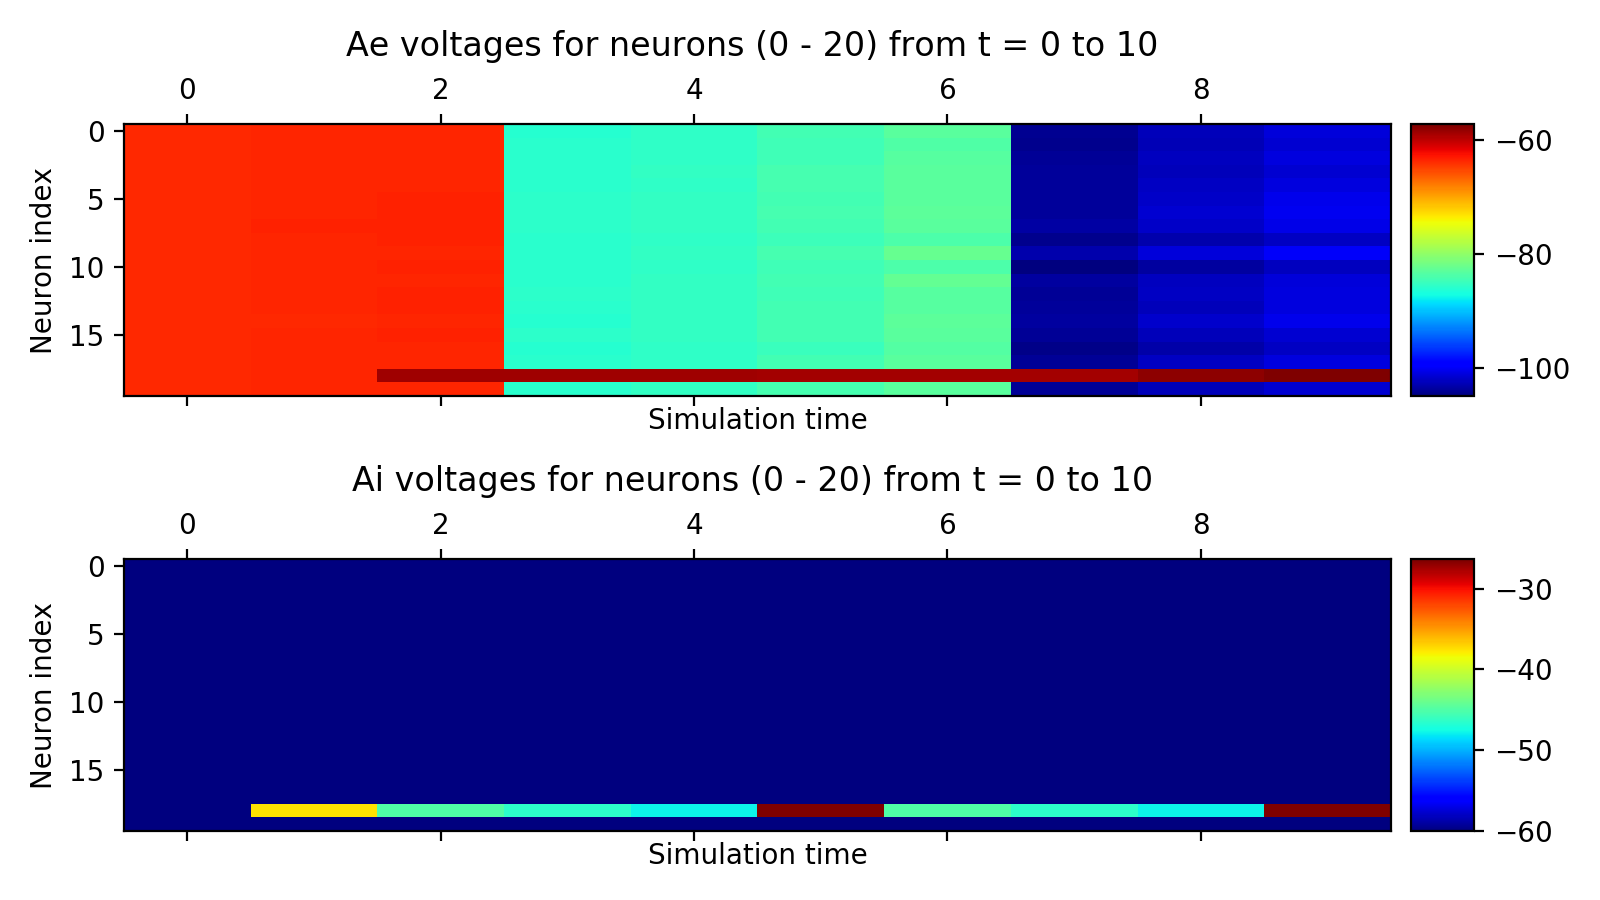 Ae voltages for neurons (0 - 20) from t = 0 to 10
0 2 4 6 8
Neuron index
0
5
10
15
−60
−80
−100
Simulation time
Ai voltages for neurons (0 - 20) from t = 0 to 10
0 2 4 6 8
Neuron index
0
5
10
15
−30
−40
−50
−60
Simulation time